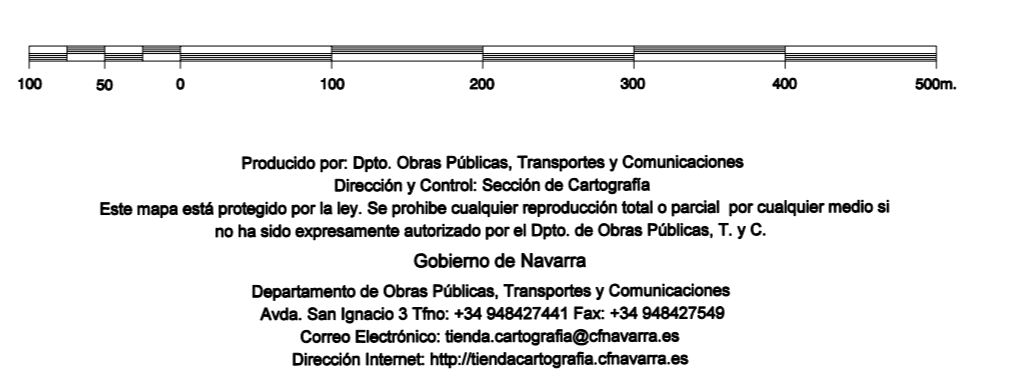 100 50 0 100 200 300 400 500m.
Producido por: Dpto. Obras Públicas, Transportes y Comunicaciones
Dirección y Control: Sección de Cartografía
Este mapa está protegido por la ley. Se prohibe cualquier reproducción total o parcial por cualquier medio si
no ha sido expresamente autorizado por el Dpto. de Obras Públicas, T. y C.
Gobierno de Navarra
Departamento de Obras Públicas, Transportes y Comunicaciones
Avda. San Ignacio 3 Tfno: +34 948427441 Fax: +34 948427549
Correo Electrónico: tienda.cartografia@cfnavarra.es
Dirección Internet: http://tiendacartografia.cfnavarra.es